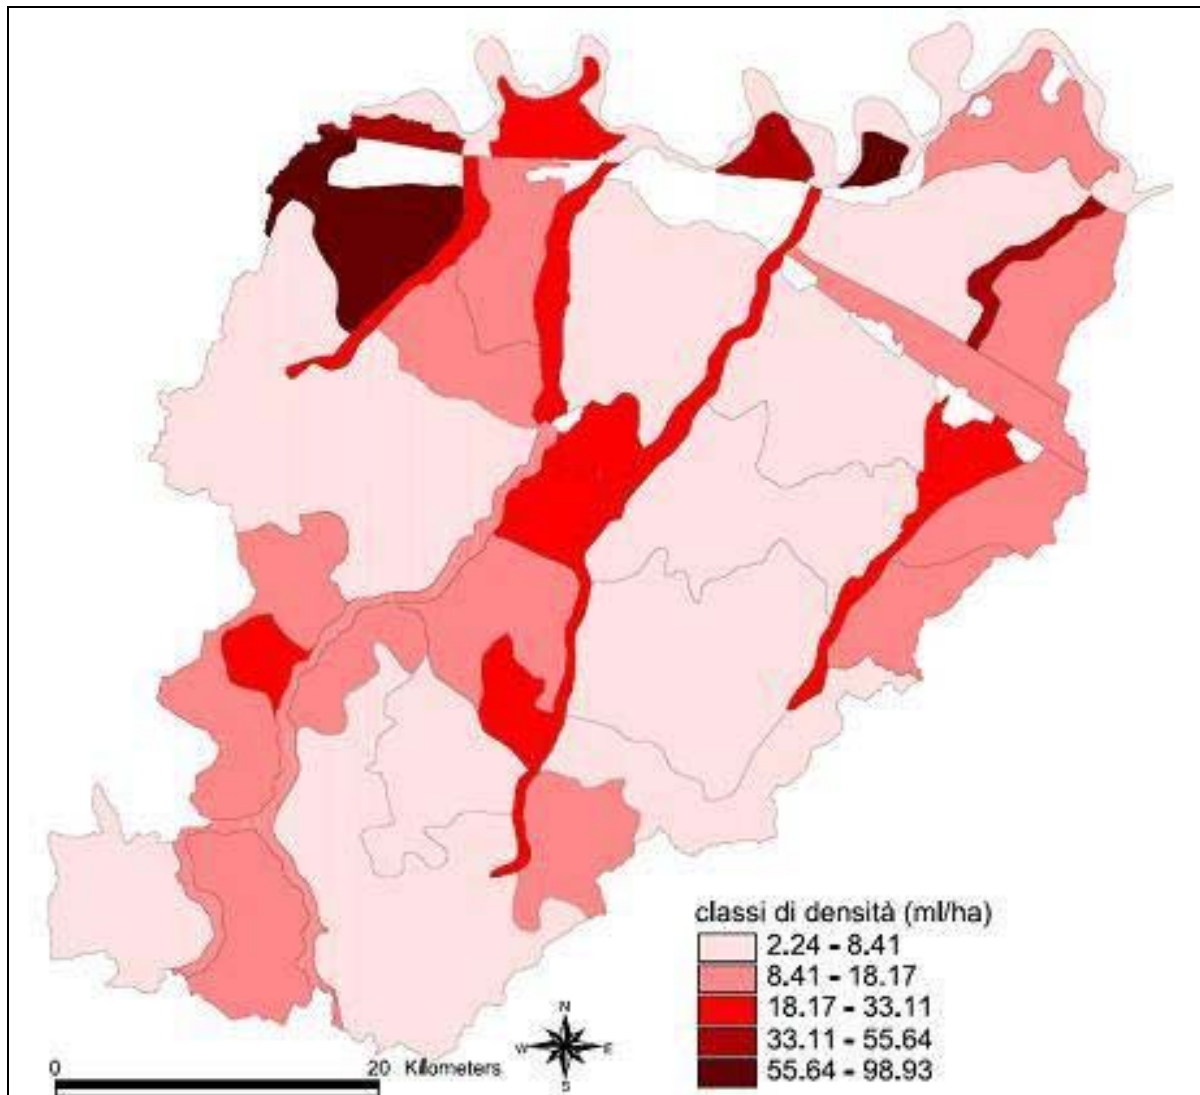 classi di densità (ml/ha)
2.24 - 8.41
8.41 - 18.17
18.17 - 33.11
33.11 - 55.64
55.64 - 98.93
N
W E
S
0 20 Kilometers